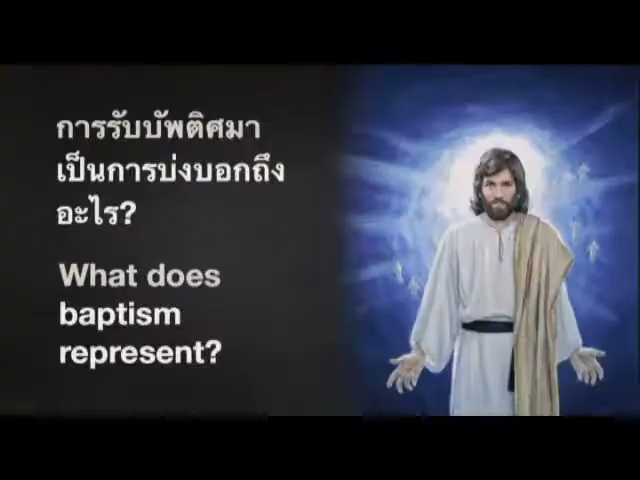 การรับบัพติศมา
เป็นการบ่งบอกถึง
อะไร?
What does
baptism
represent?